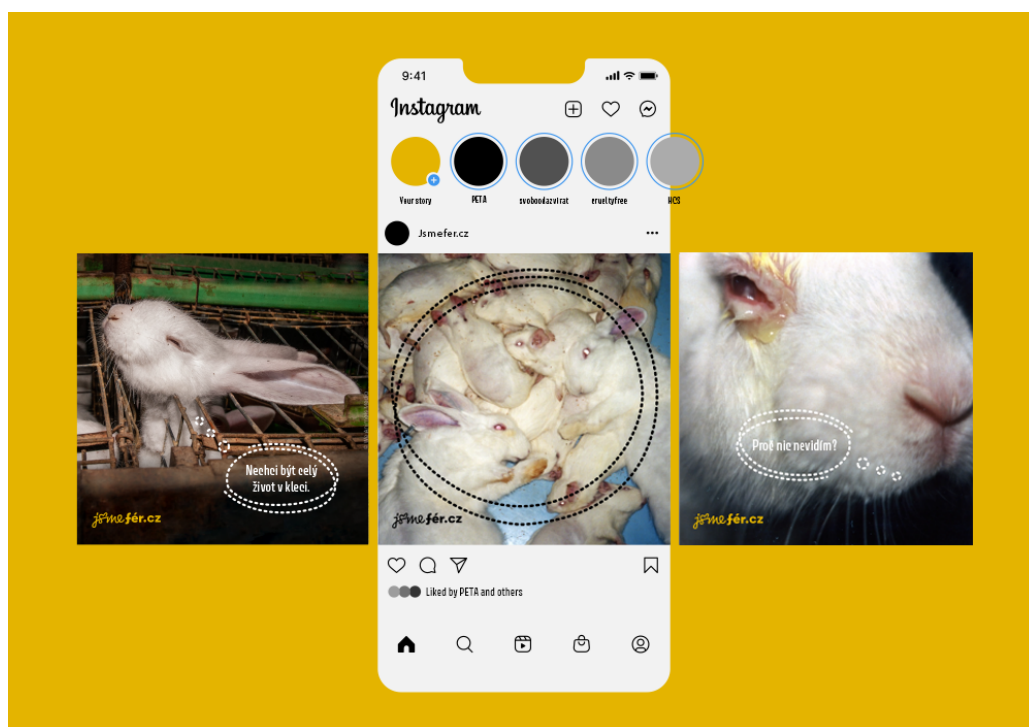 9:41
Instagram
Your story
PETA
svobodazvirat
crueltyfree
HCS
Jsmefer.cz
Nechci být celý
život v kleci.
jsmefér.cz
jsmefér.cz
Proč nic nevidím?
jsmefér.cz
Liked by PETA and others